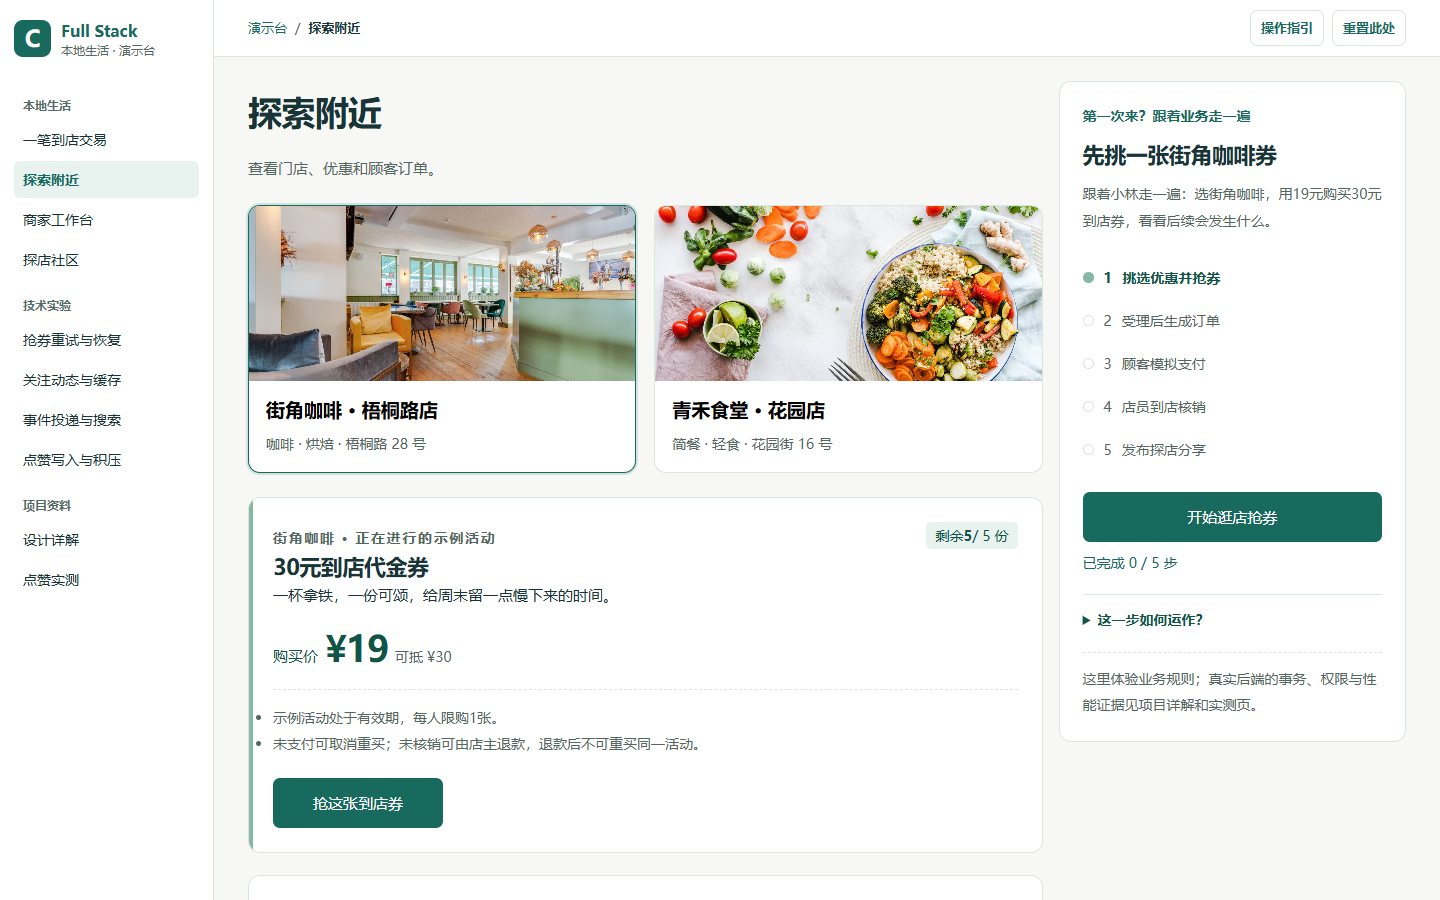 C
Full Stack
本地生活 · 演示台
本地生活
一笔到店交易
探索附近
商家工作台
探店社区
技术实验
抢券重试与恢复
关注动态与缓存
事件投递与搜索
点赞写入与积压
项目资料
设计详解
点赞实测
演示台 / 探索附近
操作指引
重置此处
探索附近
查看门店、优惠和顾客订单。
街角咖啡 · 梧桐路店
咖啡 · 烘焙 · 梧桐路 28 号
青禾食堂 · 花园店
简餐 · 轻食 · 花园街 16 号
街角咖啡 · 正在进行的示例活动
剩余5/ 5 份
30元到店代金券
一杯拿铁，一份可颂，给周末留一点慢下来的时间。
购买价 ¥19 可抵 ¥30
示例活动处于有效期，每人限购1张。
未支付可取消重买；未核销可由店主退款，退款后不可重买同一活动。
抢这张到店券
第一次来？跟着业务走一遍
先挑一张街角咖啡券
跟着小林走一遍：选街角咖啡，用19元购买30元
到店券，看看后续会发生什么。
1 挑选优惠并抢券
2 受理后生成订单
3 顾客模拟支付
4 店员到店核销
5 发布探店分享
开始逛店抢券
已完成 0 / 5 步
这一步如何运作？
这里体验业务规则；真实后端的事务、权限与性
能证据见项目详解和实测页。